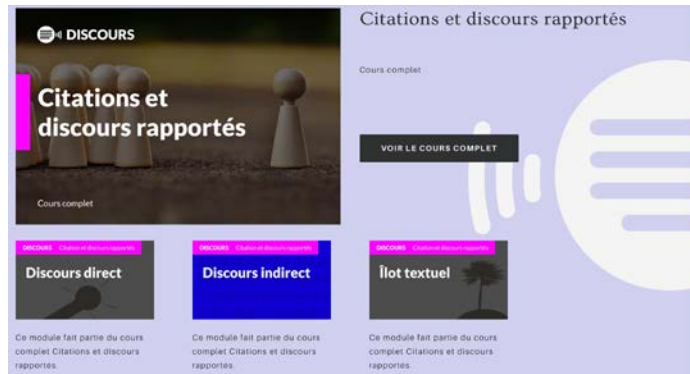 DISCOURS
Citations et
discours rapportés
Cours complet
Citations et discours rapportés
Cours complet
VOIR LE COURS COMPLET
DISCOURS Citation et discours rapportés
Discours direct
Ce module fait partie du cours
complet Citations et discours
rapportés.
DISCOURS Citation et discours rapportés
Discours indirect
Ce module fait partie du cours
complet Citations et discours
rapportés.
DISCOURS Citation et discours rapportés
Îlot textuel
Ce module fait partie du cours
complet Citations et discours
rapportés.